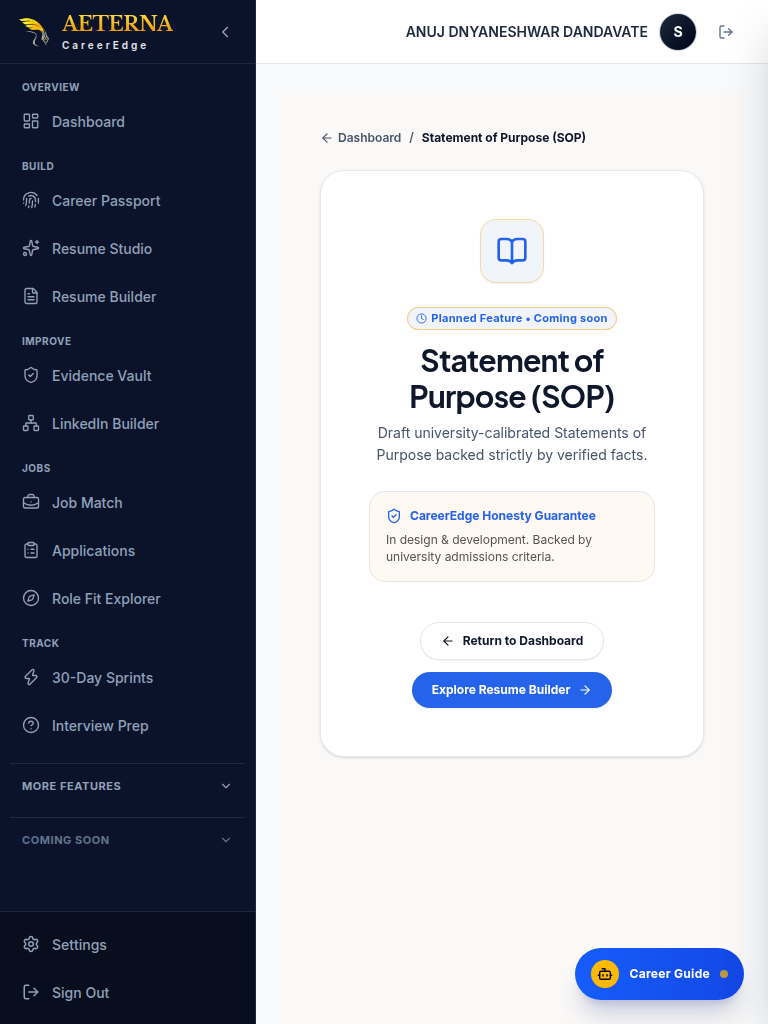 AETERNA
CareerEdge
OVERVIEW
Dashboard
BUILD
Career Passport
Resume Studio
Resume Builder
IMPROVE
Evidence Vault
LinkedIn Builder
JOBS
Job Match
Applications
Role Fit Explorer
TRACK
30-Day Sprints
Interview Prep
MORE FEATURES
COMING SOON
Settings
Sign Out
ANUJ DNYANESHWAR DANDAVATE
S
Dashboard / Statement of Purpose (SOP)
Planned Feature • Coming soon
Statement of
Purpose (SOP)
Draft university-calibrated Statements of
Purpose backed strictly by verified facts.
CareerEdge Honesty Guarantee
In design & development. Backed by
university admissions criteria.
Return to Dashboard
Explore Resume Builder
Career Guide